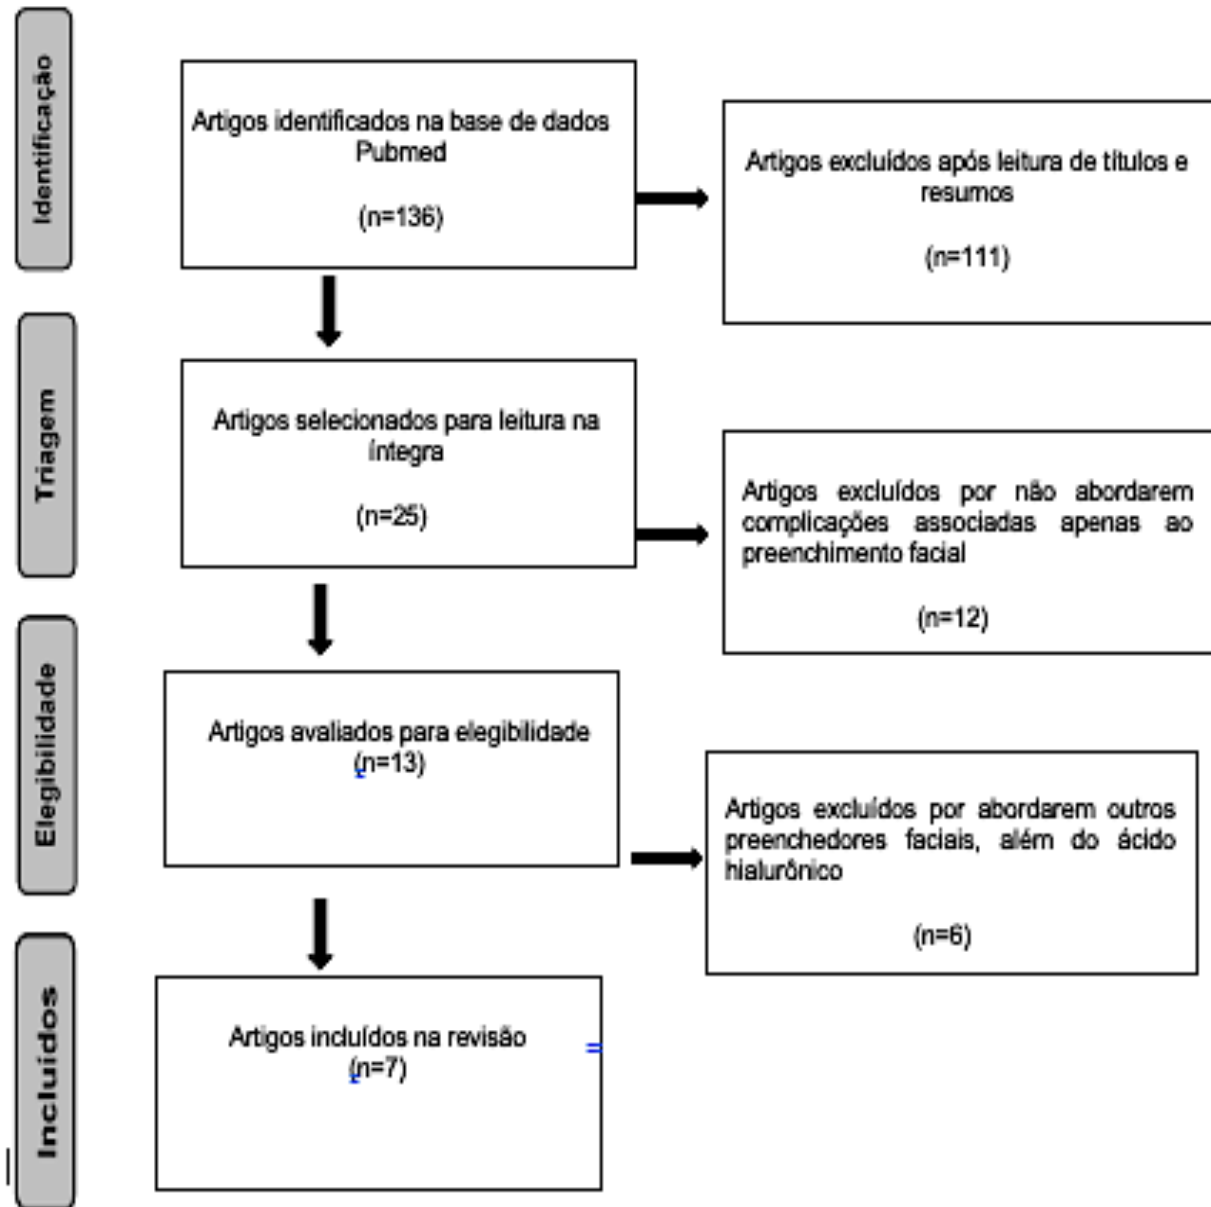 Identificação
Artigos identificados na base de dados
Pubmed
(n=136)
Artigos excluídos após leitura de títulos e
resumos
(n=111)
Triagem
Artigos selecionados para leitura na
íntegra
(n=25)
Artigos excluídos por não abordarem
complicações associadas apenas ao
preenchimento facial
(n=12)
Elegibilidade
Artigos avaliados para elegibilidade
(n=13)
Artigos excluídos por abordarem outros
preenchedores faciais, além do ácido
hialurônico
(n=6)
Incluídos
Artigos incluídos na revisão
(n=7)